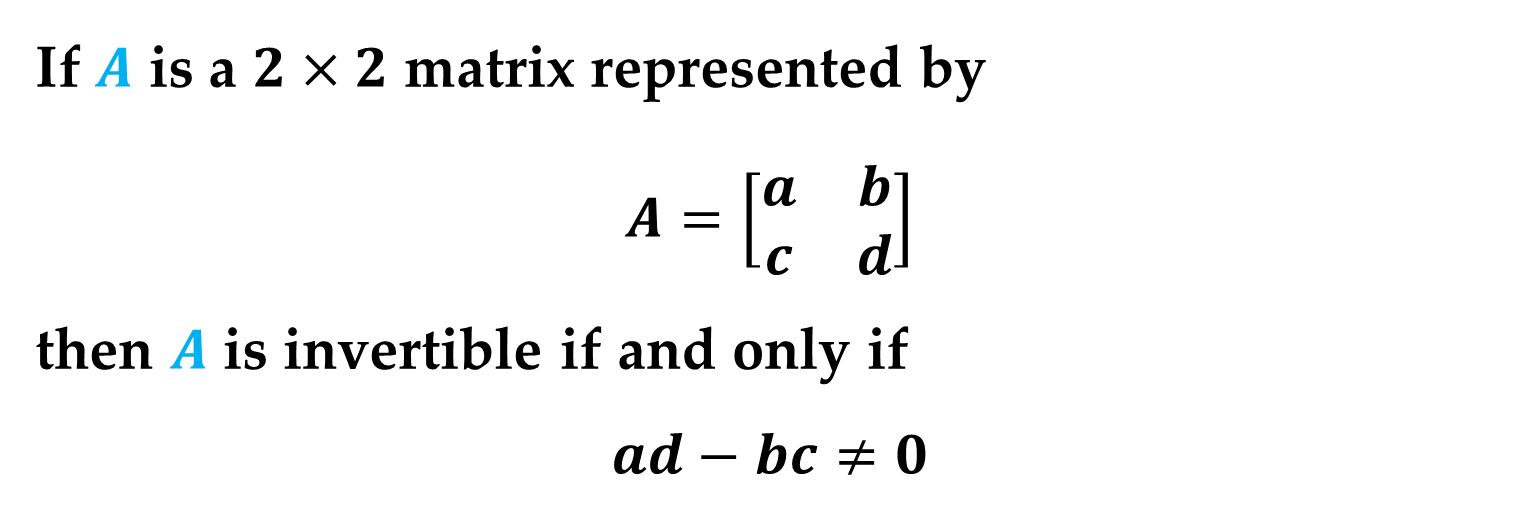 If A is a 2 × 2 matrix represented by
A = [a b
c d]
then A is invertible if and only if
ad − bc ≠ 0